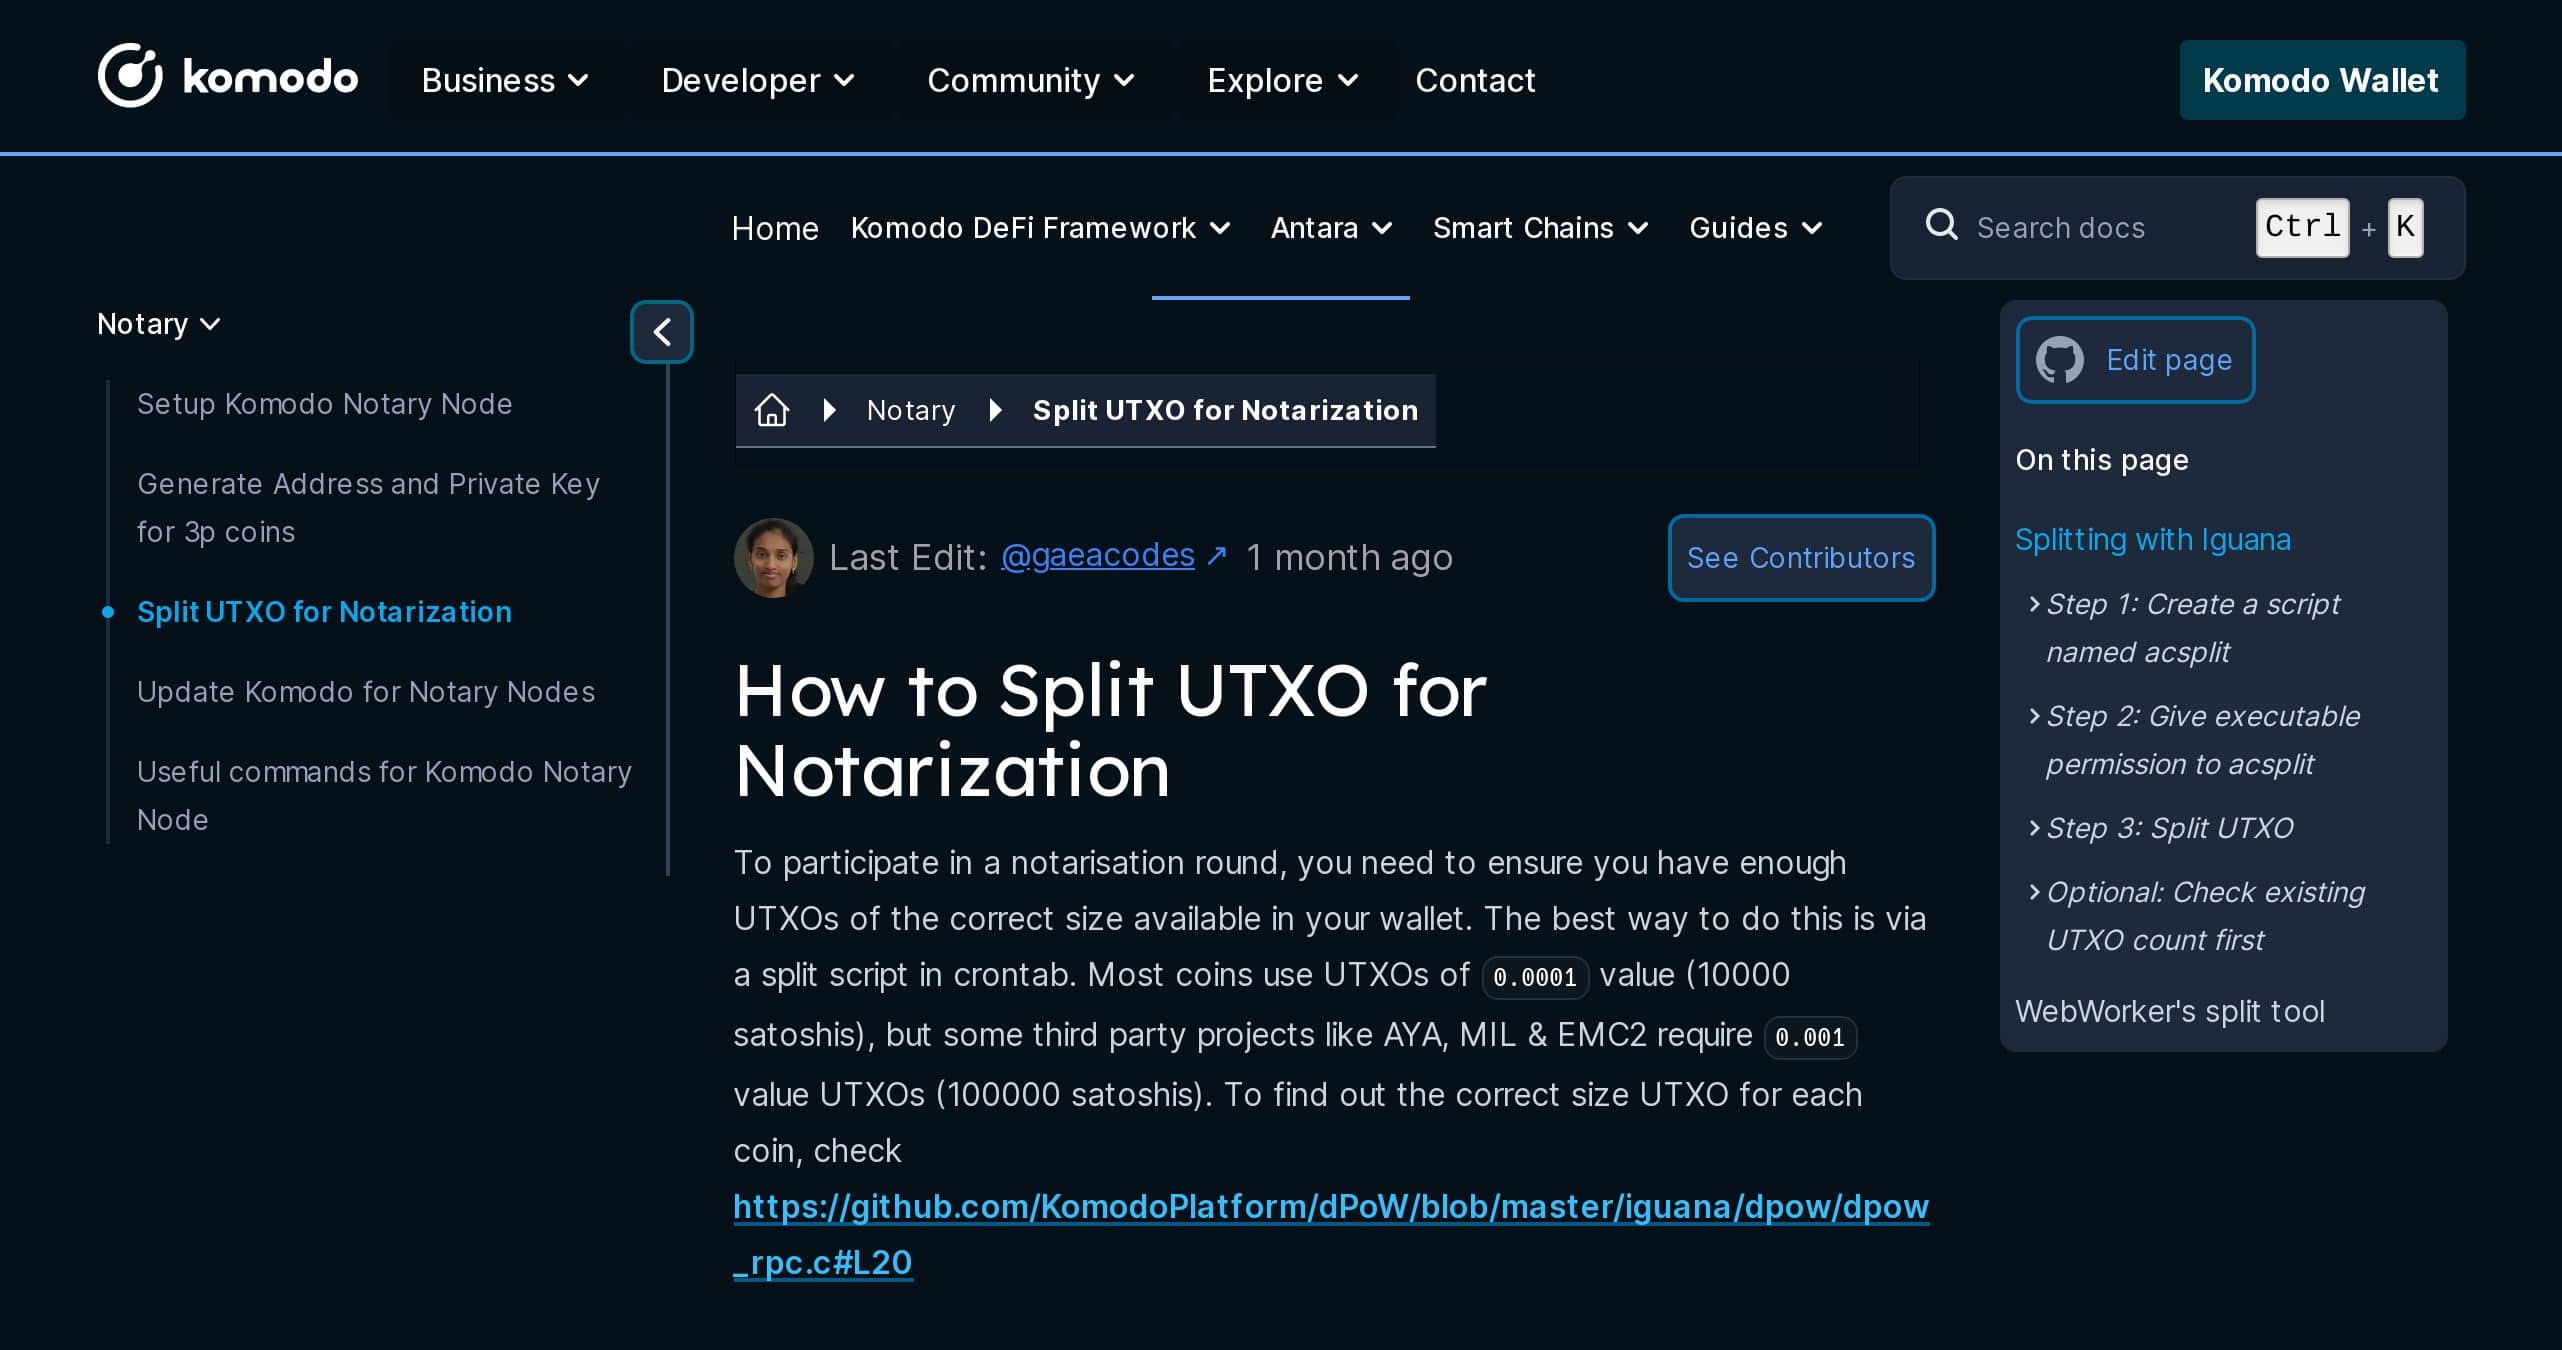 komodo
Business
Developer
Community
Explore
Contact
Komodo Wallet
Home
Komodo DeFi Framework
Antara
Smart Chains
Guides
Search docs
Ctrl + K
Notary
Setup Komodo Notary Node
Generate Address and Private Key
for 3p coins
Split UTXO for Notarization
Update Komodo for Notary Nodes
Useful commands for Komodo Notary
Node
Notary
Split UTXO for Notarization
Last Edit: @gaeacodes ↗ 1 month ago
See Contributors
How to Split UTXO for
Notarization
To participate in a notarisation round, you need to ensure you have enough
UTXOs of the correct size available in your wallet. The best way to do this is via
a split script in crontab. Most coins use UTXOs of 0.0001 value (10000
satoshis), but some third party projects like AYA, MIL & EMC2 require 0.001
value UTXOs (100000 satoshis). To find out the correct size UTXO for each
coin, check
https://github.com/KomodoPlatform/dPoW/blob/master/iguana/dpow/dpow
_rpc.c#L20
Edit page
On this page
Splitting with Iguana
Step 1: Create a script
named acsplit
Step 2: Give executable
permission to acsplit
Step 3: Split UTXO
Optional: Check existing
UTXO count first
WebWorker's split tool